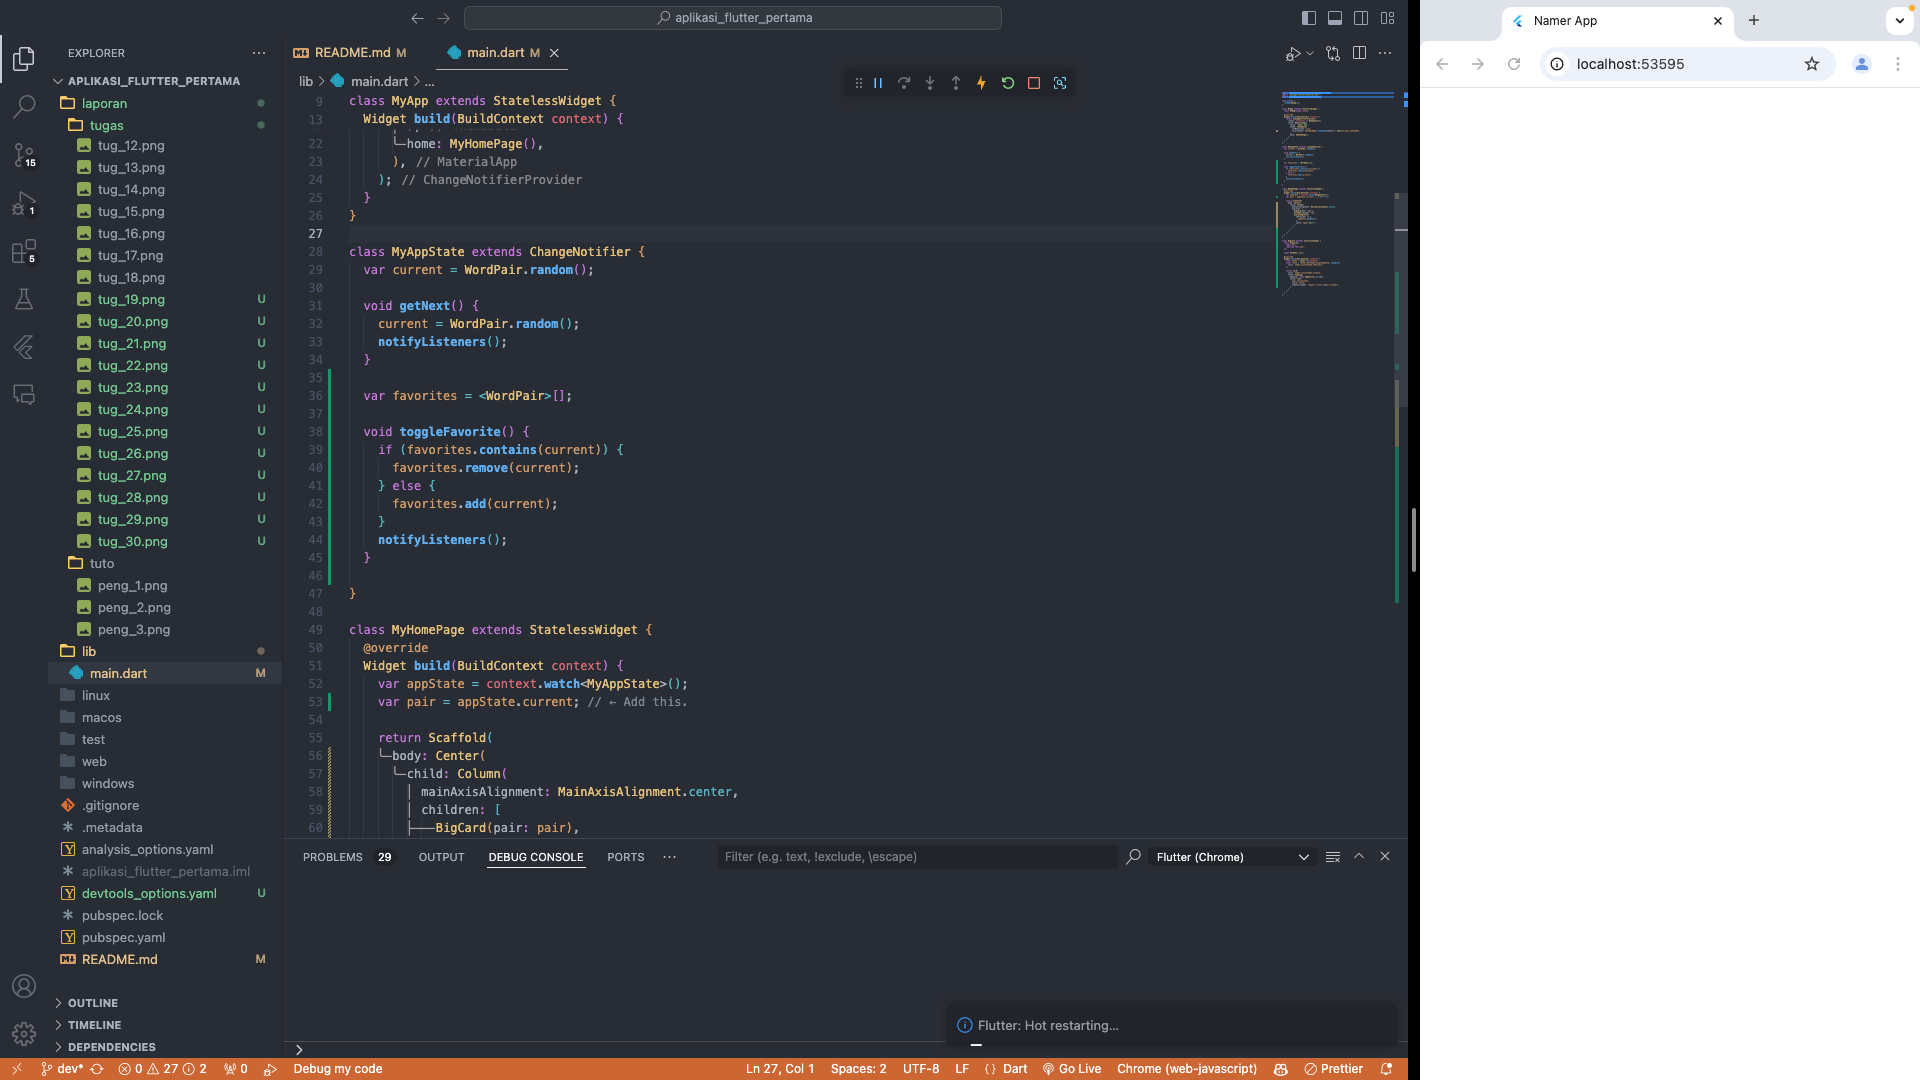 aplikasi_flutter_pertama
EXPLORER
APLIKASI_FLUTTER_PERTAMA
laporan
tugas
tug_12.png
tug_13.png
tug_14.png
tug_15.png
tug_16.png
tug_17.png
tug_18.png
tug_19.png U
tug_20.png U
tug_21.png U
tug_22.png U
tug_23.png U
tug_24.png U
tug_25.png U
tug_26.png U
tug_27.png U
tug_28.png U
tug_29.png U
tug_30.png U
tuto
peng_1.png
peng_2.png
peng_3.png
lib
main.dart M
linux
macos
test
web
windows
.gitignore
.metadata
analysis_options.yaml
aplikasi_flutter_pertama.iml
devtools_options.yaml U
pubspec.lock
pubspec.yaml
README.md M
OUTLINE
TIMELINE
DEPENDENCIES
15
1
5
README.md M
main.dart M
lib > main.dart > ...
9 class MyApp extends StatelessWidget {
13 Widget build(BuildContext context) {
22 home: MyHomePage(),
23 ), // MaterialApp
24 ); // ChangeNotifierProvider
25 }
26 }
27
28 class MyAppState extends ChangeNotifier {
29 var current = WordPair.random();
30
31 void getNext() {
32 current = WordPair.random();
33 notifyListeners();
34 }
35
36 var favorites = <WordPair>[];
37
38 void toggleFavorite() {
39 if (favorites.contains(current)) {
40 favorites.remove(current);
41 } else {
42 favorites.add(current);
43 }
44 notifyListeners();
45 }
46
47 }
48
49 class MyHomePage extends StatelessWidget {
50 @override
51 Widget build(BuildContext context) {
52 var appState = context.watch<MyAppState>();
53 var pair = appState.current; // ← Add this.
54
55 return Scaffold(
56 body: Center(
57 child: Column(
58 mainAxisAlignment: MainAxisAlignment.center,
59 children: [
60 BigCard(pair: pair),
PROBLEMS 29 OUTPUT DEBUG CONSOLE PORTS ...
Filter (e.g. text, !exclude, \escape)
Flutter (Chrome)
Flutter: Hot restarting...
>
dev* 0 27 2 0 Debug my code
Ln 27, Col 1 Spaces: 2 UTF-8 LF {} Dart Go Live Chrome (web-javascript) Prettier
Namer App
localhost:53595